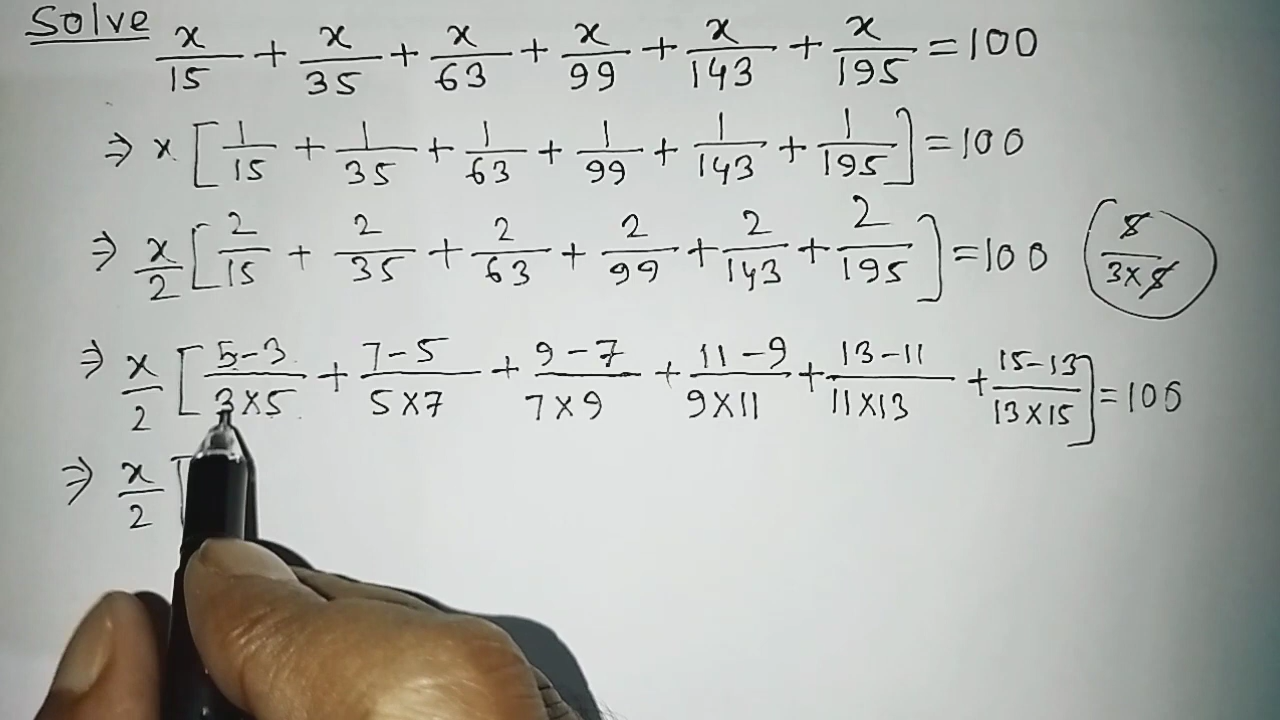 Solve x/15 + x/35 + x/63 + x/99 + x/143 + x/195 = 100
⇒ x [ 1/15 + 1/35 + 1/63 + 1/99 + 1/143 + 1/195 ] = 100
⇒ x/2 [ 2/15 + 2/35 + 2/63 + 2/99 + 2/143 + 2/195 ] = 100 ( 5/3×5 )
⇒ x/2 [ 5-3/3×5 + 7-5/5×7 + 9-7/7×9 + 11-9/9×11 + 13-11/11×13 + 15-13/13×15 ] = 100
⇒ x/2 [